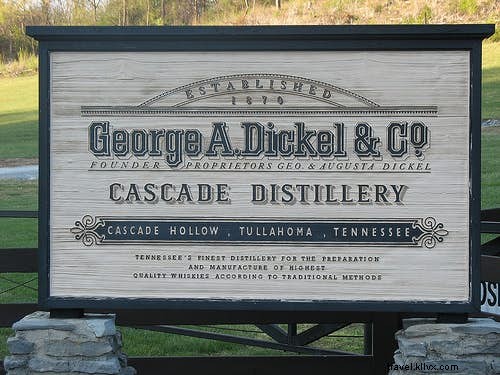 ESTABLISHED
1870
George A. Dickel & Co.
FOUNDER PROPRIETORS GEO. & AUGUSTA DICKEL
CASCADE DISTILLERY
CASCADE HOLLOW, TULLAHOMA, TENNESSEE
TENNESSEE'S FINEST DISTILLERY FOR THE PREPARATION
AND MANUFACTURE OF HIGHEST
QUALITY WHISKIES ACCORDING TO TRADITIONAL METHODS